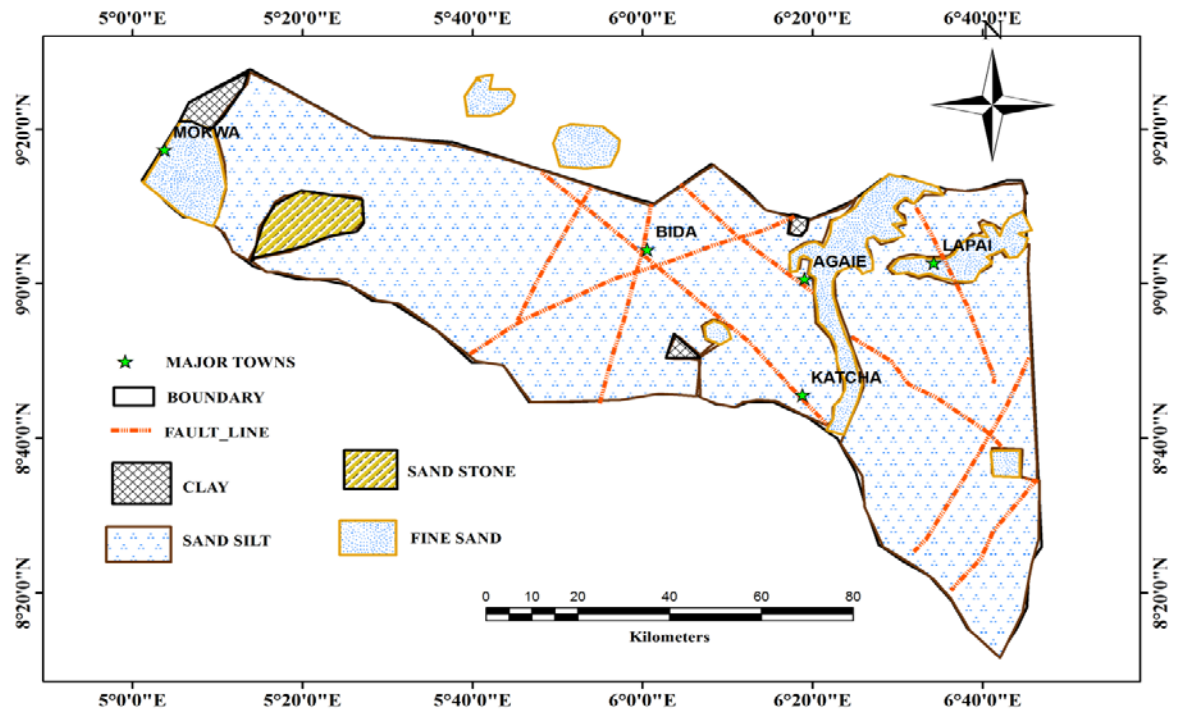 5°0'0"E 5°20'0"E 5°40'0"E 6°0'0"E 6°20'0"E 6°40'0"E
N
9°20'0"N 9°20'0"N
MOKWA
BIDA
LAPAI
AGAIE
9°0'0"N 9°0'0"N
KATCHA
MAJOR TOWNS
BOUNDARY
FAULT_LINE
8°40'0"N 8°40'0"N
CLAY
SAND STONE
SAND SILT
FINE SAND
8°20'0"N 8°20'0"N
0 10 20 40 60 80
Kilometers
5°0'0"E 5°20'0"E 5°40'0"E 6°0'0"E 6°20'0"E 6°40'0"E